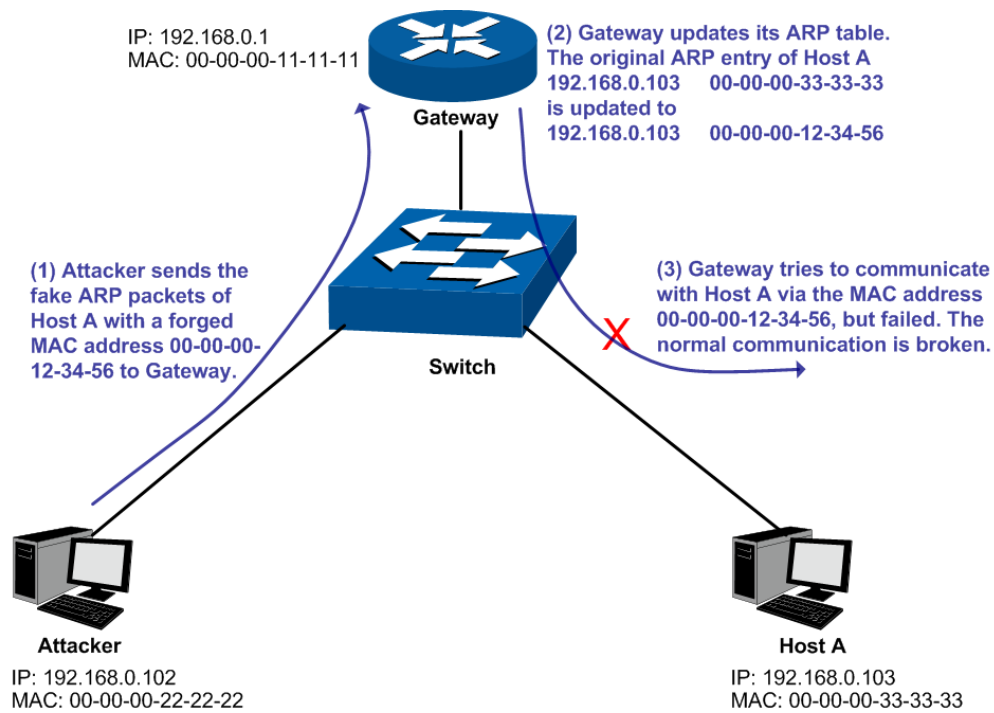 IP: 192.168.0.1
MAC: 00-00-00-11-11-11
Gateway
(2) Gateway updates its ARP table.
The original ARP entry of Host A
192.168.0.103 00-00-00-33-33-33
is updated to
192.168.0.103 00-00-00-12-34-56
(1) Attacker sends the
fake ARP packets of
Host A with a forged
MAC address 00-00-00-
12-34-56 to Gateway.
Switch
(3) Gateway tries to communicate
with Host A via the MAC address
00-00-00-12-34-56, but failed. The
normal communication is broken.
X
Attacker
IP: 192.168.0.102
MAC: 00-00-00-22-22-22
Host A
IP: 192.168.0.103
MAC: 00-00-00-33-33-33